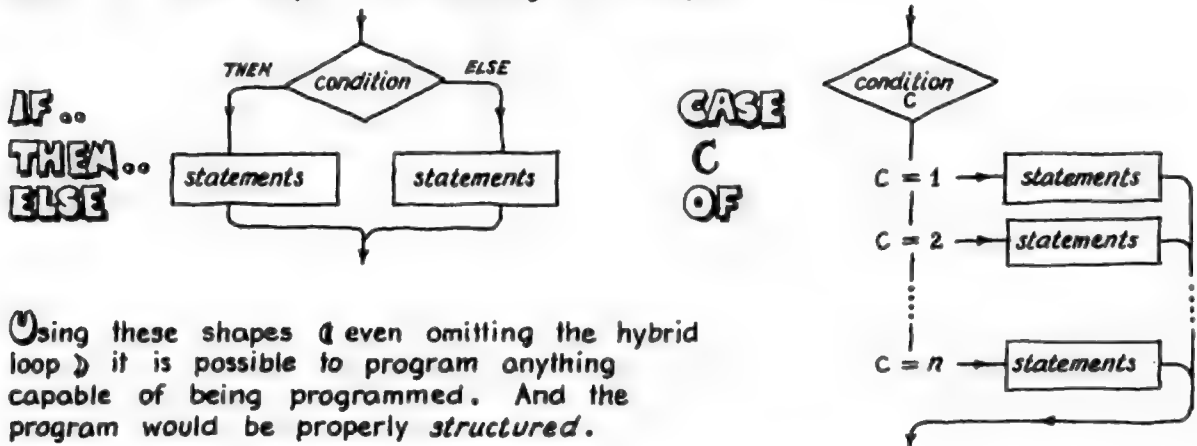 IF..
THEN..
ELSE
THEN
condition
ELSE
statements
statements
CASE
C
OF
condition
C
C = 1
statements
C = 2
statements
C = n
statements
Using these shapes ( even omitting the hybrid
loop ) it is possible to program anything
capable of being programmed. And the
program would be properly structured.